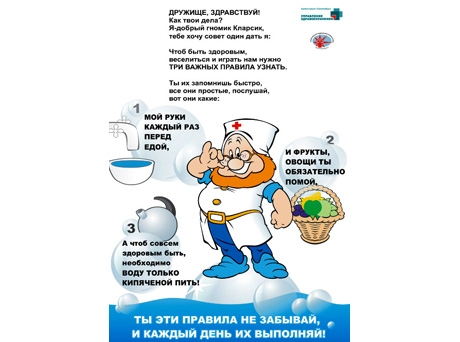 ДРУЖИЩЕ, ЗДРАВСТВУЙ!
Как твои дела?
Я-добрый гномик Кларсик,
тебе хочу совет один дать я:
Чтоб быть здоровым,
веселиться и играть нам нужно
ТРИ ВАЖНЫХ ПРАВИЛА УЗНАТЬ.
Ты их запомнишь быстро,
все они простые, послушай,
вот они какие:
1
МОЙ РУКИ
КАЖДЫЙ РАЗ
ПЕРЕД
ЕДОЙ,
2
И ФРУКТЫ,
ОВОЩИ ТЫ
ОБЯЗАТЕЛЬНО
ПОМОЙ,
3
А чтоб совсем
здоровым быть,
необходимо
ВОДУ ТОЛЬКО
КИПЯЧЕНОЙ ПИТЬ!
ТЫ ЭТИ ПРАВИЛА НЕ ЗАБЫВАЙ,
И КАЖДЫЙ ДЕНЬ ИХ ВЫПОЛНЯЙ!